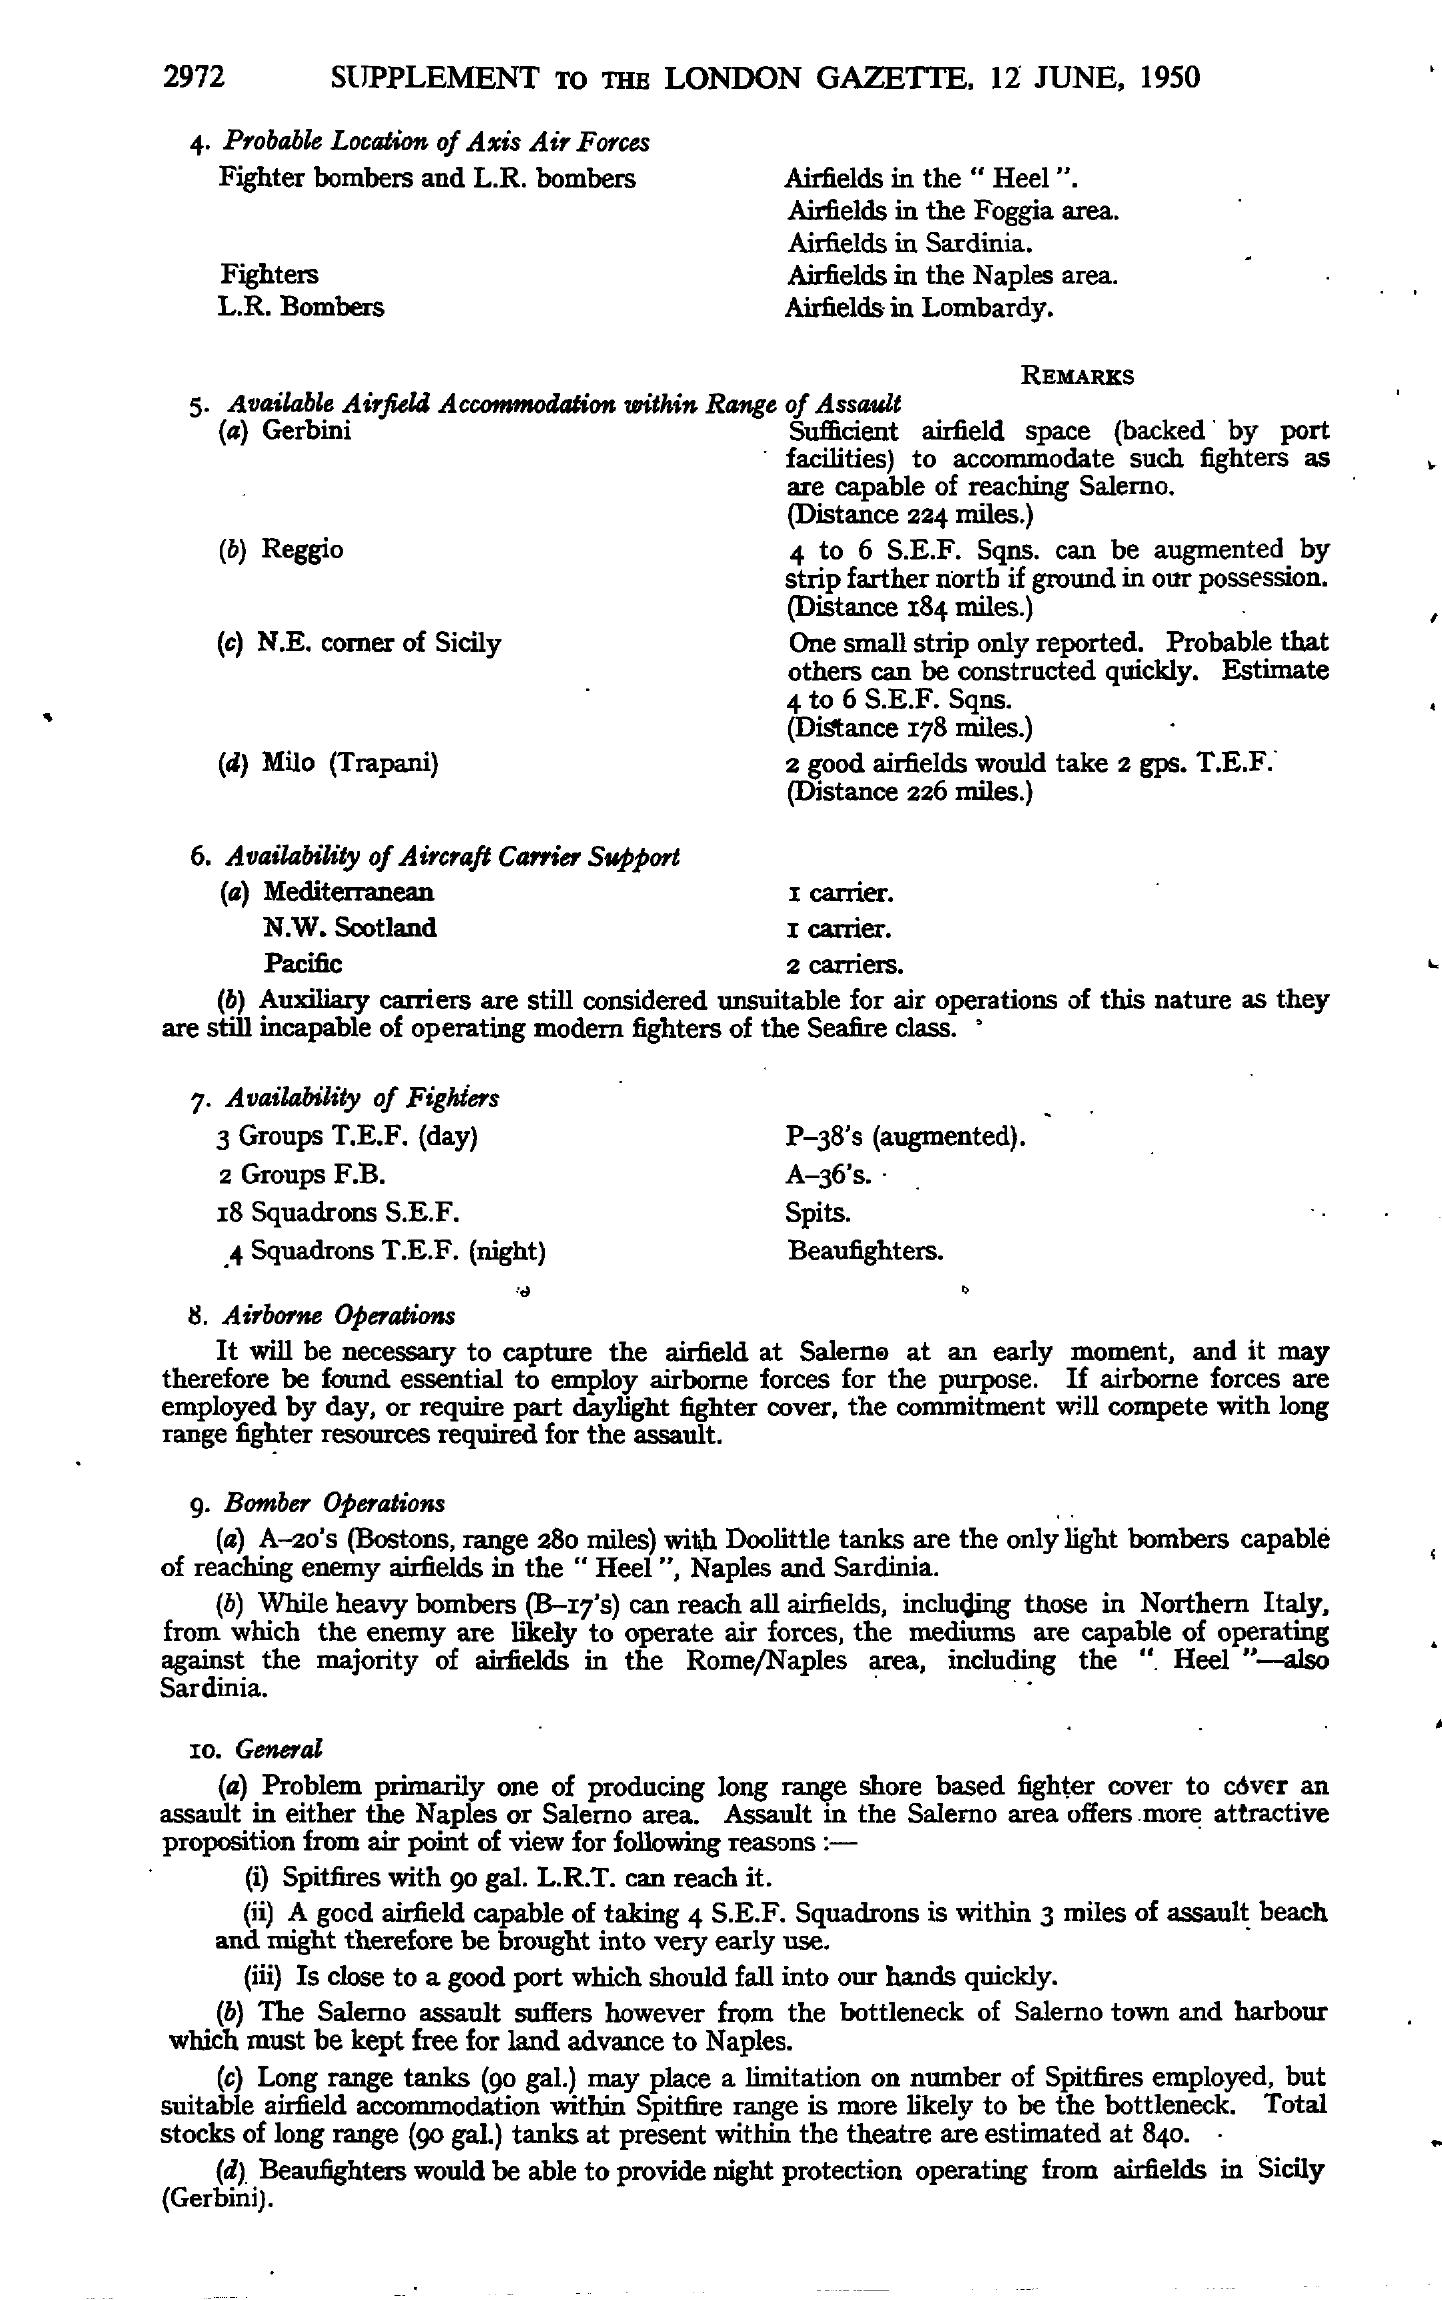 2972 SUPPLEMENT TO THE LONDON GAZETTE, 12 JUNE, 1950
4. Probable Location of Axis Air Forces
Fighter bombers and L.R. bombers Airfields in the " Heel ".
Airfields in the Foggia area.
Airfields in Sardinia.
Fighters Airfields in the Naples area.
L.R. Bombers Airfields in Lombardy.
REMARKS
5. Available Airfield Accommodation within Range of Assault
(a) Gerbini Sufficient airfield space (backed by port
facilities) to accommodate such fighters as
are capable of reaching Salerno.
(Distance 224 miles.)
(b) Reggio 4 to 6 S.E.F. Sqns. can be augmented by
strip farther north if ground in our possession.
(Distance 184 miles.)
(c) N.E. corner of Sicily One small strip only reported. Probable that
others can be constructed quickly. Estimate
4 to 6 S.E.F. Sqns.
(Distance 178 miles.)
(d) Milo (Trapani) 2 good airfields would take 2 gps. T.E.F.
(Distance 226 miles.)
6. Availability of Aircraft Carrier Support
(a) Mediterranean 1 carrier.
N.W. Scotland 1 carrier.
Pacific 2 carriers.
(b) Auxiliary carriers are still considered unsuitable for air operations of this nature as they
are still incapable of operating modern fighters of the Seafire class.
7. Availability of Fighters
3 Groups T.E.F. (day) P-38's (augmented).
2 Groups F.B. A-36's.
18 Squadrons S.E.F. Spits.
4 Squadrons T.E.F. (night) Beaufighters.
8. Airborne Operations
It will be necessary to capture the airfield at Salerno at an early moment, and it may
therefore be found essential to employ airborne forces for the purpose. If airborne forces are
employed by day, or require part daylight fighter cover, the commitment will compete with long
range fighter resources required for the assault.
9. Bomber Operations
(a) A-20's (Bostons, range 280 miles) with Doolittle tanks are the only light bombers capable
of reaching enemy airfields in the " Heel ", Naples and Sardinia.
(b) While heavy bombers (B-17's) can reach all airfields, including those in Northern Italy,
from which the enemy are likely to operate air forces, the mediums are capable of operating
against the majority of airfields in the Rome/Naples area, including the " Heel "—also
Sardinia.
10. General
(a) Problem primarily one of producing long range shore based fighter cover to cover an
assault in either the Naples or Salerno area. Assault in the Salerno area offers more attractive
proposition from air point of view for following reasons :—
(i) Spitfires with 90 gal. L.R.T. can reach it.
(ii) A good airfield capable of taking 4 S.E.F. Squadrons is within 3 miles of assault beach
and might therefore be brought into very early use.
(iii) Is close to a good port which should fall into our hands quickly.
(b) The Salerno assault suffers however from the bottleneck of Salerno town and harbour
which must be kept free for land advance to Naples.
(c) Long range tanks (90 gal.) may place a limitation on number of Spitfires employed, but
suitable airfield accommodation within Spitfire range is more likely to be the bottleneck. Total
stocks of long range (90 gal.) tanks at present within the theatre are estimated at 840.
(d) Beaufighters would be able to provide night protection operating from airfields in Sicily
(Gerbini).